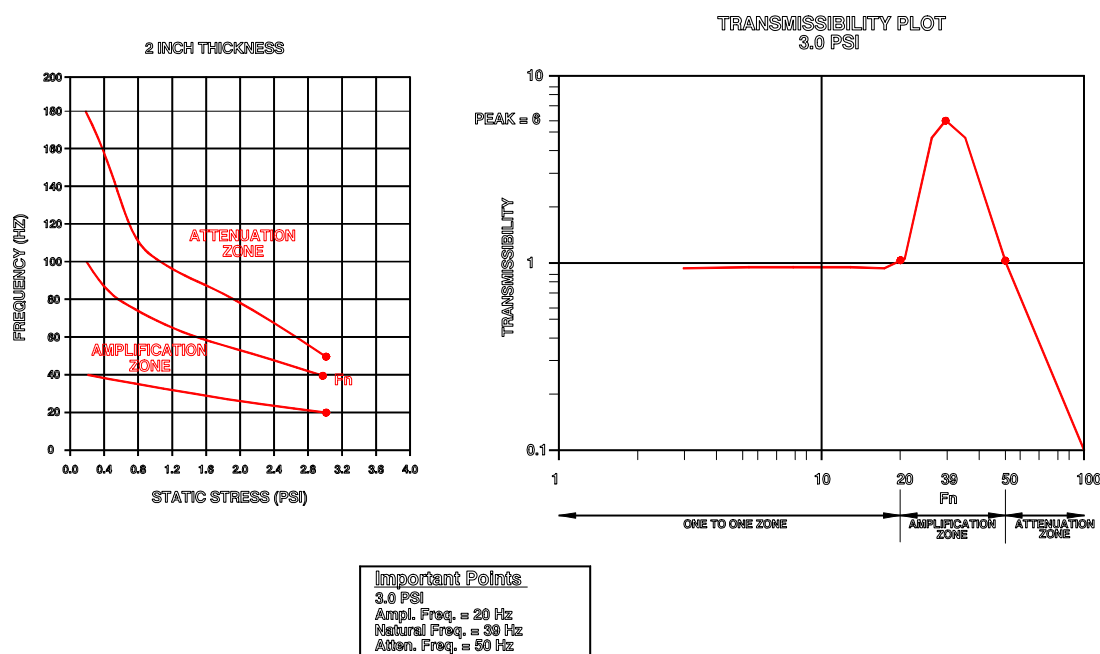 2 INCH THICKNESS
200
180
160
140
120
100
80
60
40
20
0
FREQUENCY (HZ)
ATTENUATION
ZONE
AMPLIFICATION
ZONE
Fn
0.0 0.4 0.8 1.2 1.6 2.0 2.4 2.8 3.2 3.6 4.0
STATIC STRESS (PSI)
TRANSMISSIBILITY PLOT
3.0 PSI
10
PEAK = 6
1
0.1
TRANSMISSIBILITY
1 10 20 39 50 100
Fn
ONE TO ONE ZONE
AMPLIFICATION
ZONE
ATTENUATION
ZONE
Important Points
3.0 PSI
Ampl. Freq. = 20 Hz
Natural Freq. = 39 Hz
Atten. Freq. = 50 Hz